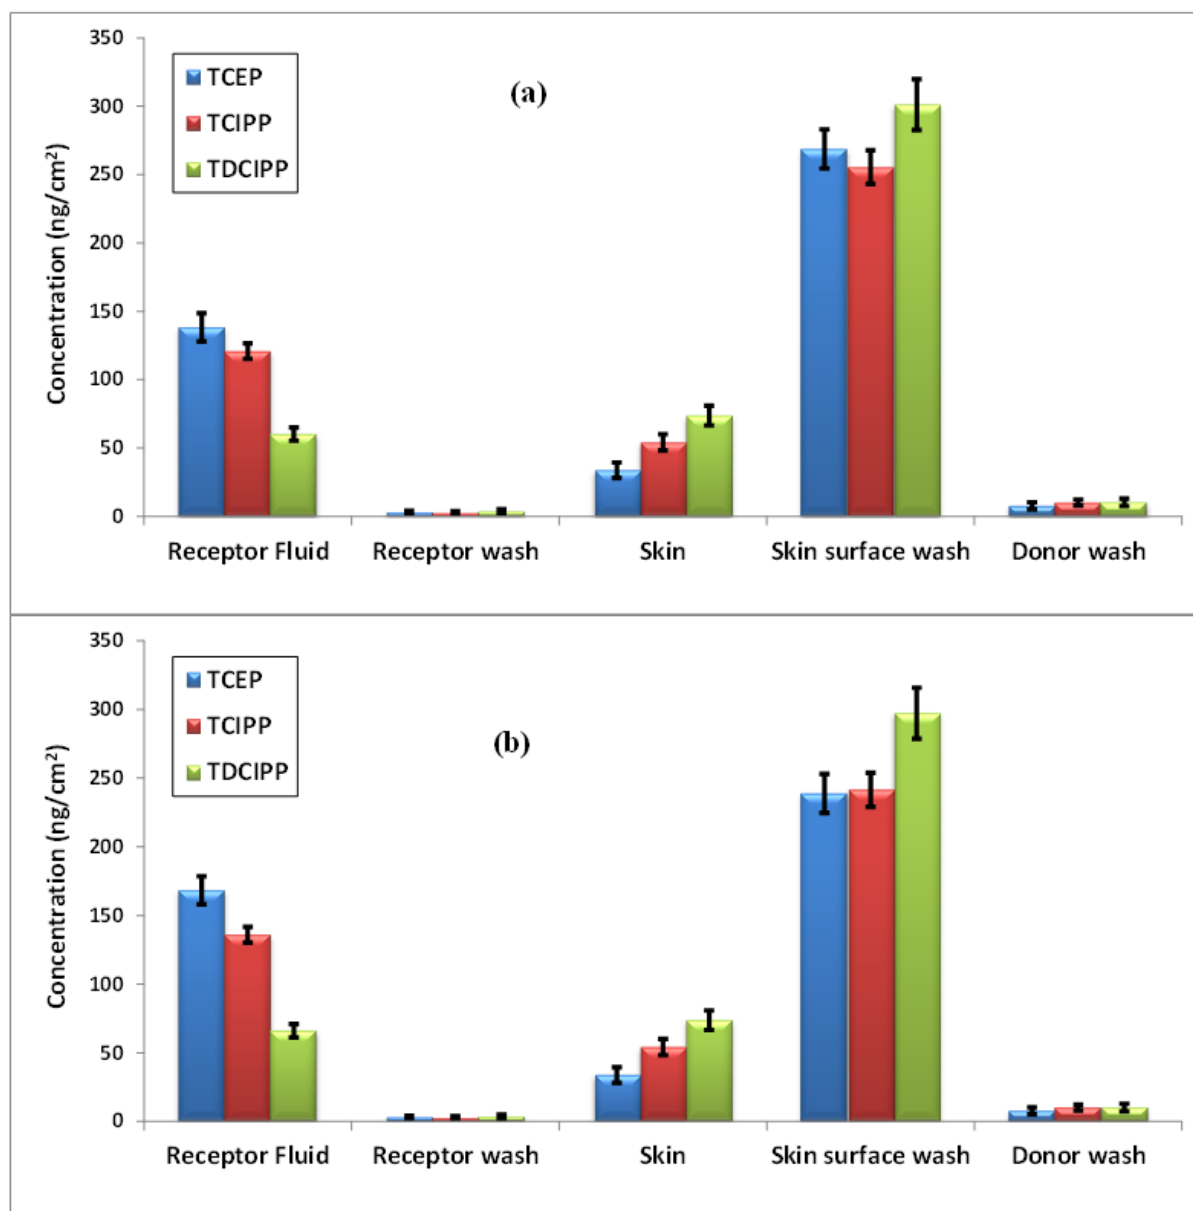 350
300
250
200
150
100
50
0
Concentration (ng/cm²)
TCEP
TCIPP
TDCIPP
(a)
Receptor Fluid Receptor wash Skin Skin surface wash Donor wash
350
300
250
200
150
100
50
0
Concentration (ng/cm²)
TCEP
TCIPP
TDCIPP
(b)
Receptor Fluid Receptor wash Skin Skin surface wash Donor wash